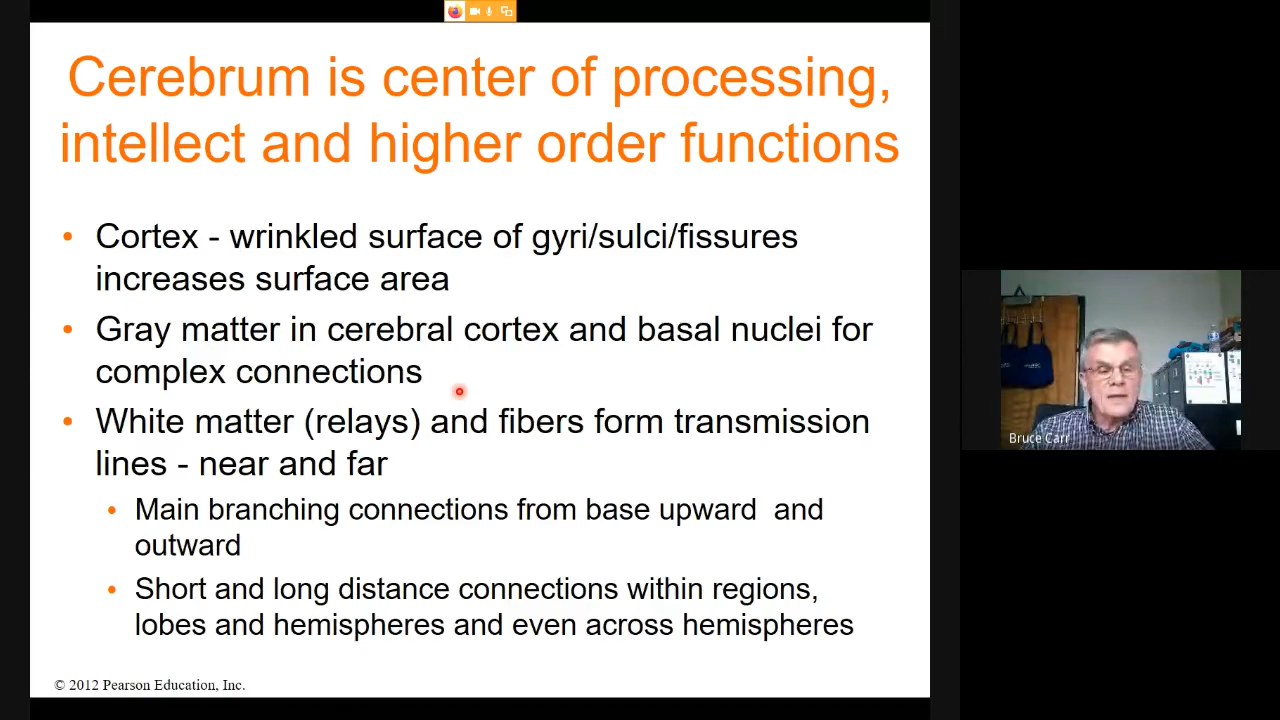 Cerebrum is center of processing,
intellect and higher order functions
• Cortex - wrinkled surface of gyri/sulci/fissures
increases surface area
• Gray matter in cerebral cortex and basal nuclei for
complex connections
• White matter (relays) and fibers form transmission
lines - near and far
• Main branching connections from base upward and
outward
• Short and long distance connections within regions,
lobes and hemispheres and even across hemispheres
© 2012 Pearson Education, Inc.
Bruce Carr